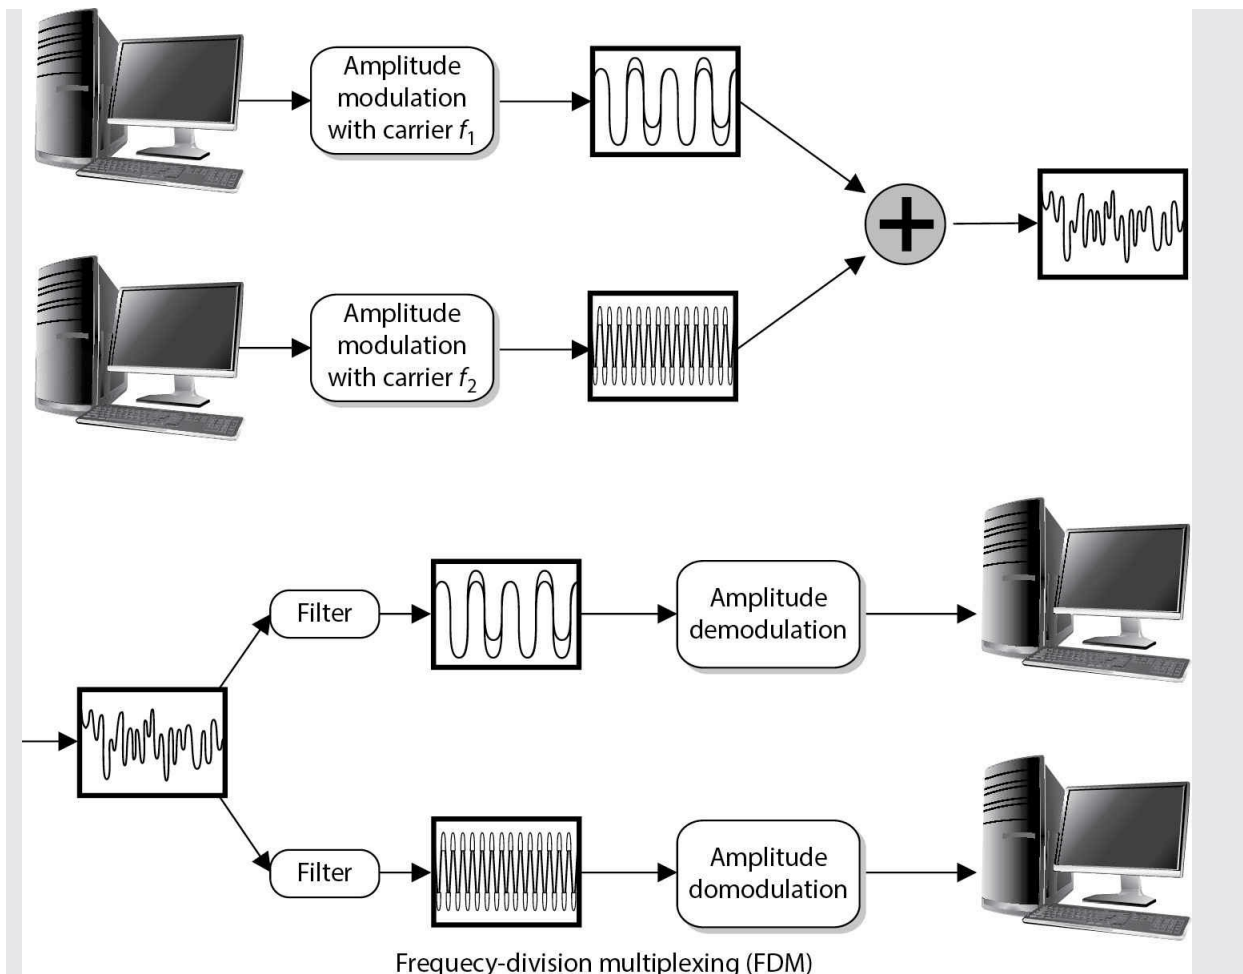 Amplitude
modulation
with carrier f1
Amplitude
modulation
with carrier f2
Filter
Amplitude
demodulation
Filter
Amplitude
domodulation
Frequecy-division multiplexing (FDM)